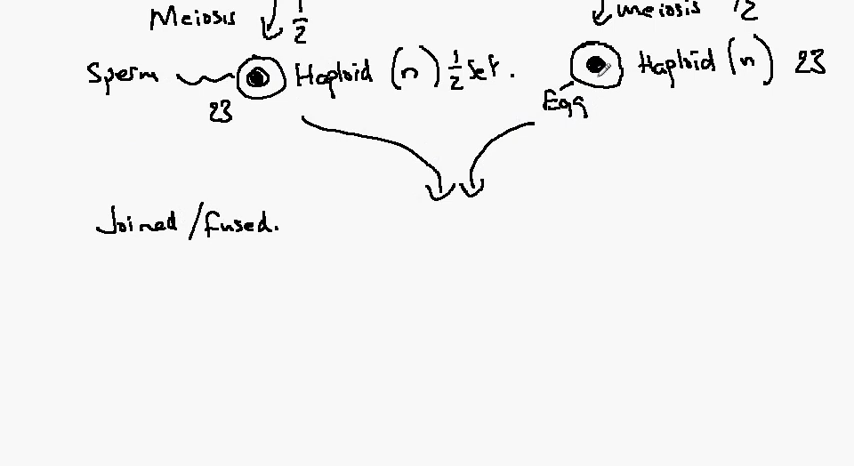 Meiosis 1/2
meiosis 1/2
Sperm Haploid (n) 1/2 Set.
23
Haploid (n) 23
Egg
Joined/fused.